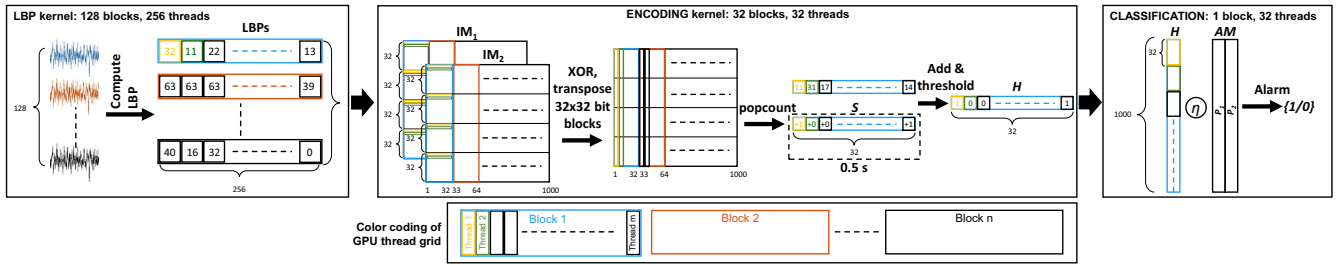 LBP kernel: 128 blocks, 256 threads
LBPs
128
Compute
LBP
32 11 22 13
63 63 63 39
40 16 32 0
256
ENCODING kernel: 32 blocks, 32 threads
IM1
IM2
32
32
32
32
32
32
32
32
1 32 33 64 1000
XOR,
transpose
32x32 bit
blocks
1 32 33 64 1000
popcount
11 31 17 14
S
+1 +0 +0 +1
32
0.5 s
Add &
threshold
H
1 0 0 1
32
CLASSIFICATION: 1 block, 32 threads
H AM
32
1000
η
P_1
P_2
Alarm
{1/0}
Color coding of
GPU thread grid
Thread 1
Thread 2
Block 1
Thread m
Block 2
Block n